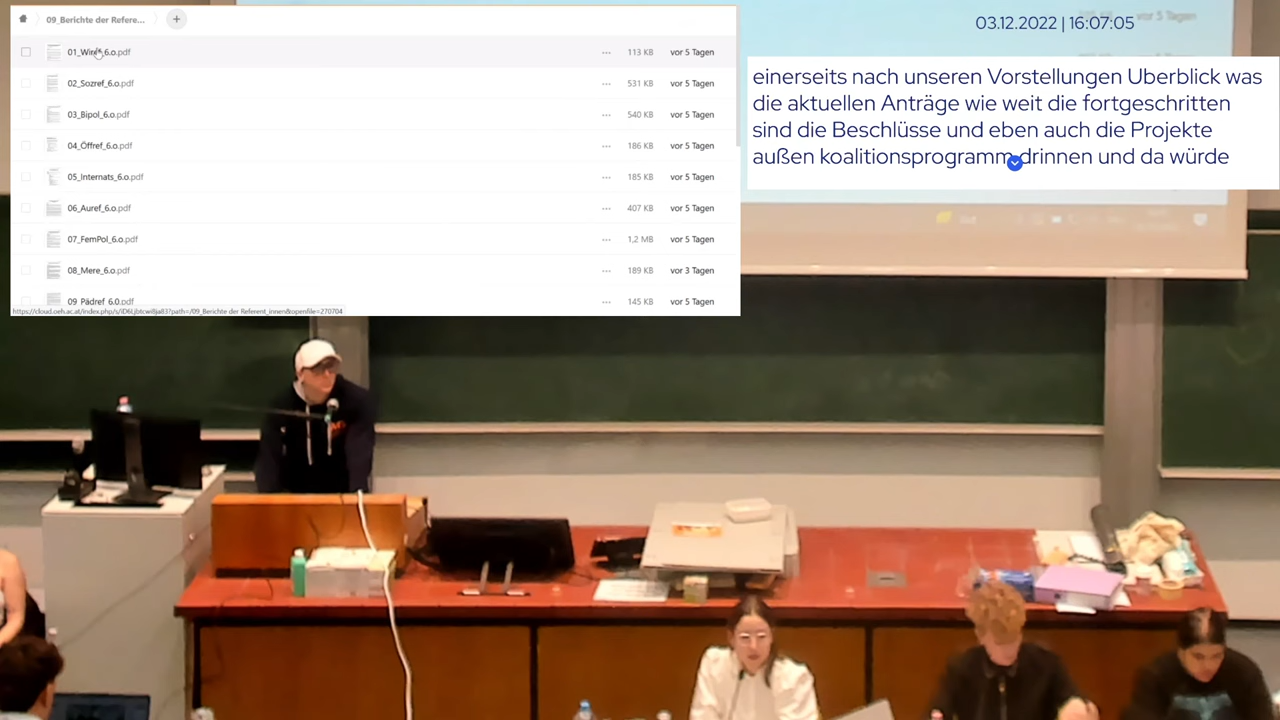 09_Berichte der Refere...
+
01_Wiref_6.o.pdf ... 113 KB vor 5 Tagen
02_Sozref_6.o.pdf ... 531 KB vor 5 Tagen
03_Bipol_6.o.pdf ... 540 KB vor 5 Tagen
04_Öffref_6.o.pdf ... 186 KB vor 5 Tagen
05_Internats_6.o.pdf ... 185 KB vor 5 Tagen
06_Auref_6.o.pdf ... 407 KB vor 5 Tagen
07_FemPol_6.o.pdf ... 1,2 MB vor 5 Tagen
08_Mere_6.o.pdf ... 189 KB vor 3 Tagen
09_Pädref_6.0.pdf ... 145 KB vor 5 Tagen
03.12.2022 | 16:07:05
vor 5 Tagen
einerseits nach unseren Vorstellungen Uberblick was
die aktuellen Anträge wie weit die fortgeschritten
sind die Beschlüsse und eben auch die Projekte
außen koalitionsprogramm drinnen und da würde